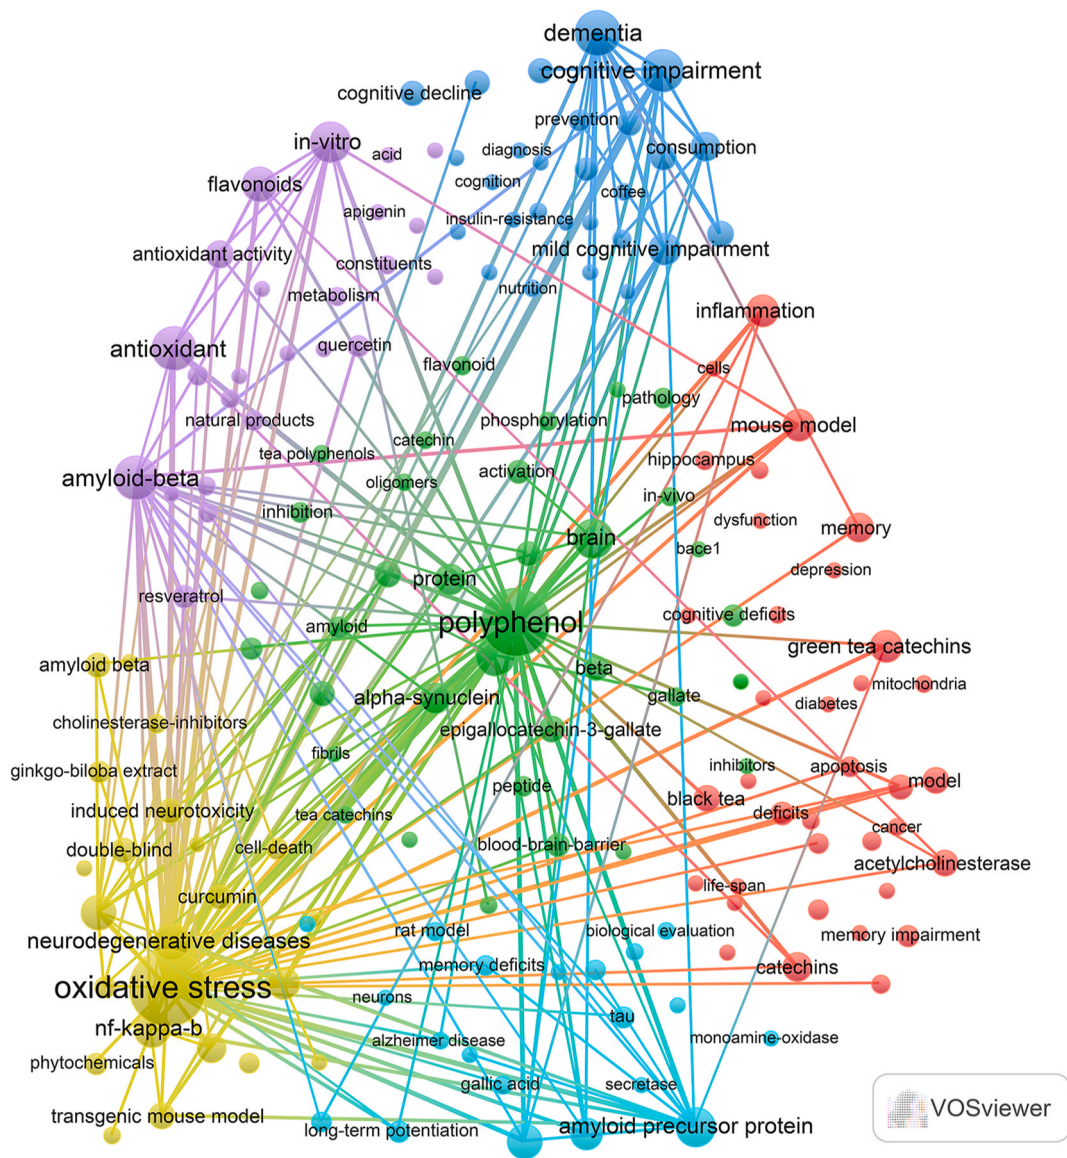 dementia
cognitive impairment
cognitive decline
prevention
in-vitro
consumption
acid
diagnosis
flavonoids
cognition
coffee
apigenin
insulin-resistance
antioxidant activity
mild cognitive impairment
constituents
nutrition
metabolism
inflammation
antioxidant
quercetin
flavonoid
cells
pathology
natural products
phosphorylation
mouse model
catechin
tea polyphenols
hippocampus
amyloid-beta
oligomers
activation
in-vivo
inhibition
dysfunction
memory
brain
bace1
protein
depression
resveratrol
cognitive deficits
polyphenol
amyloid
green tea catechins
amyloid beta
beta
mitochondria
alpha-synuclein
gallate
diabetes
cholinesterase-inhibitors
epigallocatechin-3-gallate
fibrils
inhibitors
apoptosis
ginkgo-biloba extract
model
peptide
black tea
induced neurotoxicity
tea catechins
deficits
cancer
double-blind
cell-death
blood-brain-barrier
acetylcholinesterase
life-span
curcumin
rat model
biological evaluation
memory impairment
neurodegenerative diseases
memory deficits
catechins
oxidative stress
neurons
tau
nf-kappa-b
alzheimer disease
monoamine-oxidase
phytochemicals
gallic acid
secretase
transgenic mouse model
long-term potentiation
amyloid precursor protein
VOSviewer